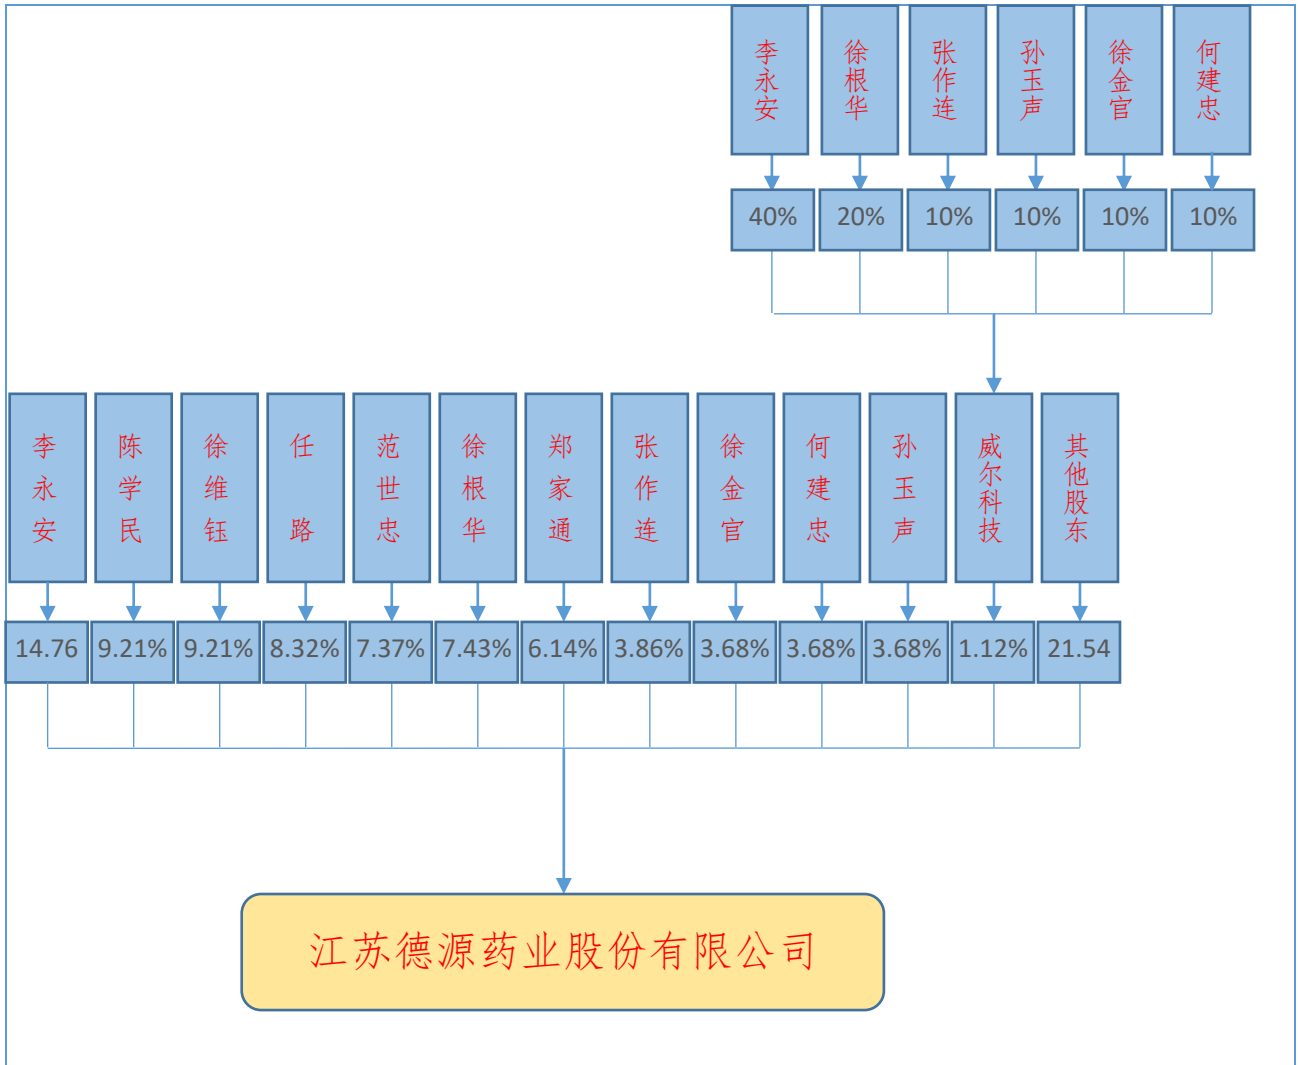 李永安
徐根华
张作连
孙玉声
徐金官
何建忠
40%
20%
10%
10%
10%
10%
李永安
陈学民
徐维钰
任路
范世忠
徐根华
郑家通
张作连
徐金官
何建忠
孙玉声
威尔科技
其他股东
14.76
9.21%
9.21%
8.32%
7.37%
7.43%
6.14%
3.86%
3.68%
3.68%
3.68%
1.12%
21.54
江苏德源药业股份有限公司